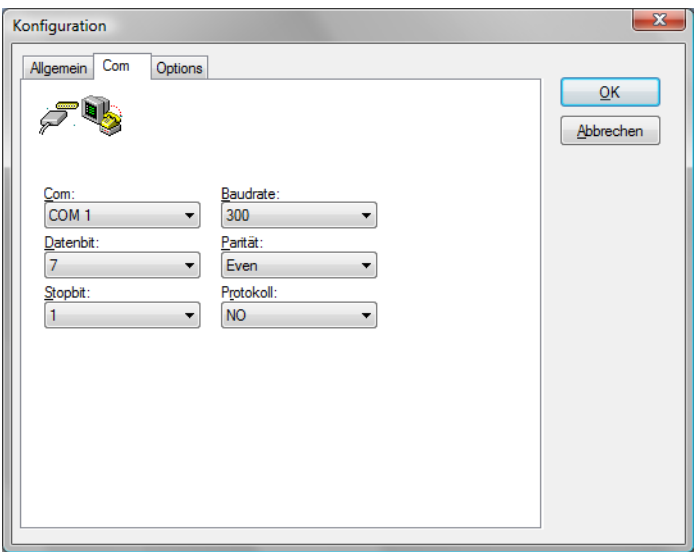 Konfiguration
Allgemein Com Options
OK
Abbrechen
Com: Baudrate:
COM 1 300
Datenbit: Parität:
7 Even
Stopbit: Protokoll:
1 NO